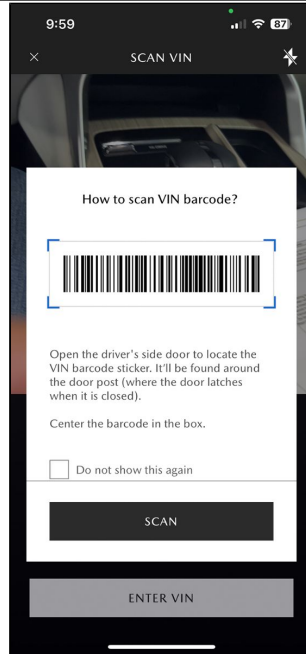 9:59
87
SCAN VIN
How to scan VIN barcode?
Open the driver's side door to locate the
VIN barcode sticker. It'll be found around
the door post (where the door latches
when it is closed).
Center the barcode in the box.
Do not show this again
SCAN
ENTER VIN